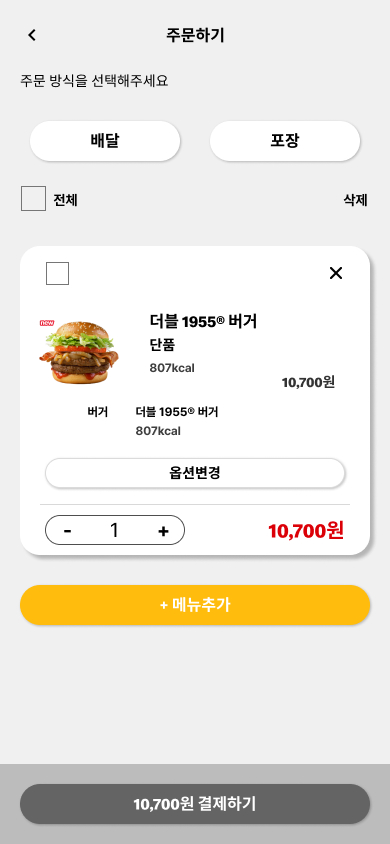 주문하기
주문 방식을 선택해주세요
배달 포장
전체 삭제
new
더블 1955® 버거
단품
807kcal
10,700원
버거 더블 1955® 버거
807kcal
옵션변경
- 1 + 10,700원
+ 메뉴추가
10,700원 결제하기